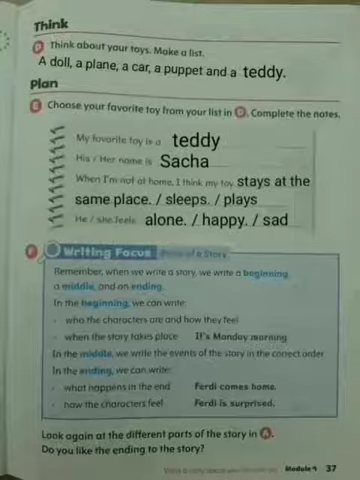 Think
D Think about your toys. Make a list.
A doll, a plane, a car, a puppet and a teddy.
Plan
E Choose your favorite toy from your list in D. Complete the notes.
My favorite toy is a teddy
His / Her name is Sacha
When I'm not at home, I think my toy stays at the
same place. / sleeps. / plays
He / she feels alone. / happy. / sad
F Writing Focus Parts of a Story
Remember, when we write a story, we write a beginning,
a middle, and an ending.
In the beginning, we can write:
- who the characters are and how they feel
- when the story takes place It's Monday morning
In the middle, we write the events of the story in the correct order
In the ending, we can write:
- what happens in the end Ferdi comes home.
- how the characters feel Ferdi is surprised.
Look again at the different parts of the story in A.
Do you like the ending to the story?
Module 9 37